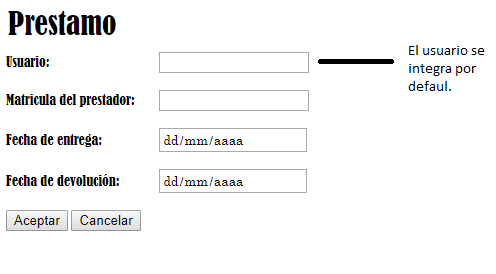 Prestamo
Usuario:
El usuario se
integra por
defaul.
Matricula del prestador:
Fecha de entrega:
dd/mm/aaaa
Fecha de devolución:
dd/mm/aaaa
Aceptar Cancelar